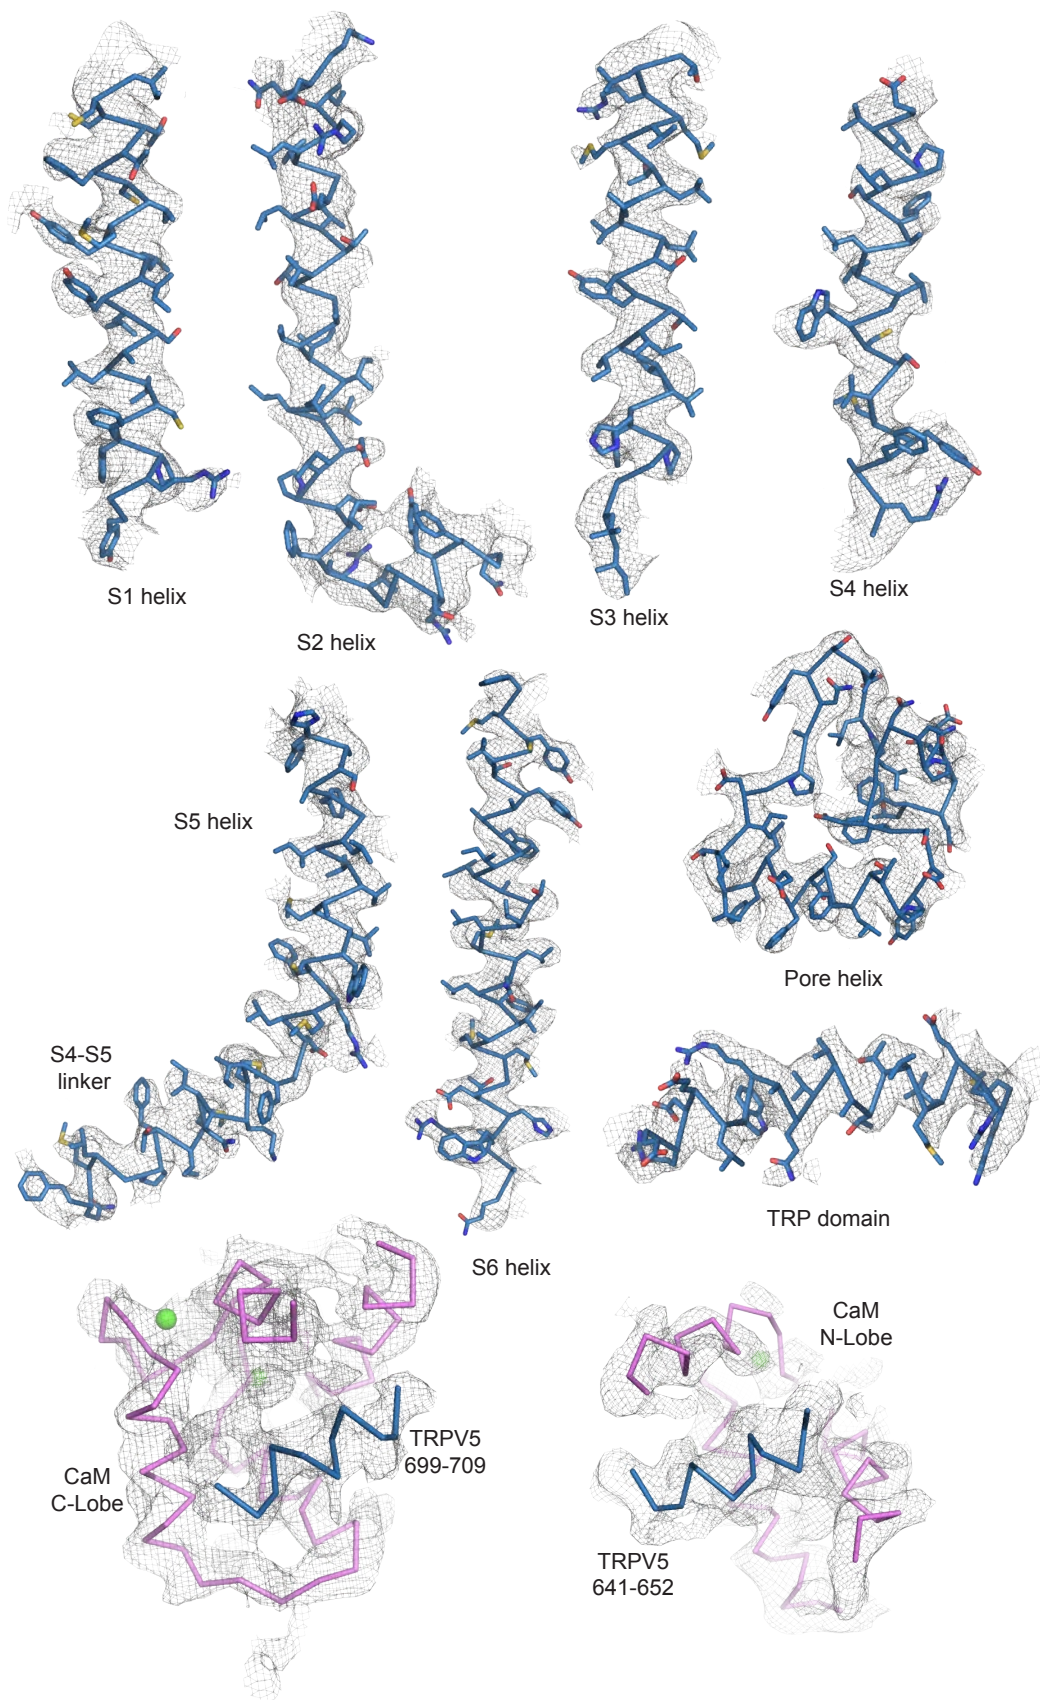 S1 helix
S2 helix
S3 helix
S4 helix
S5 helix
S4-S5
linker
S6 helix
Pore helix
TRP domain
CaM
C-Lobe
TRPV5
699-709
CaM
N-Lobe
TRPV5
641-652